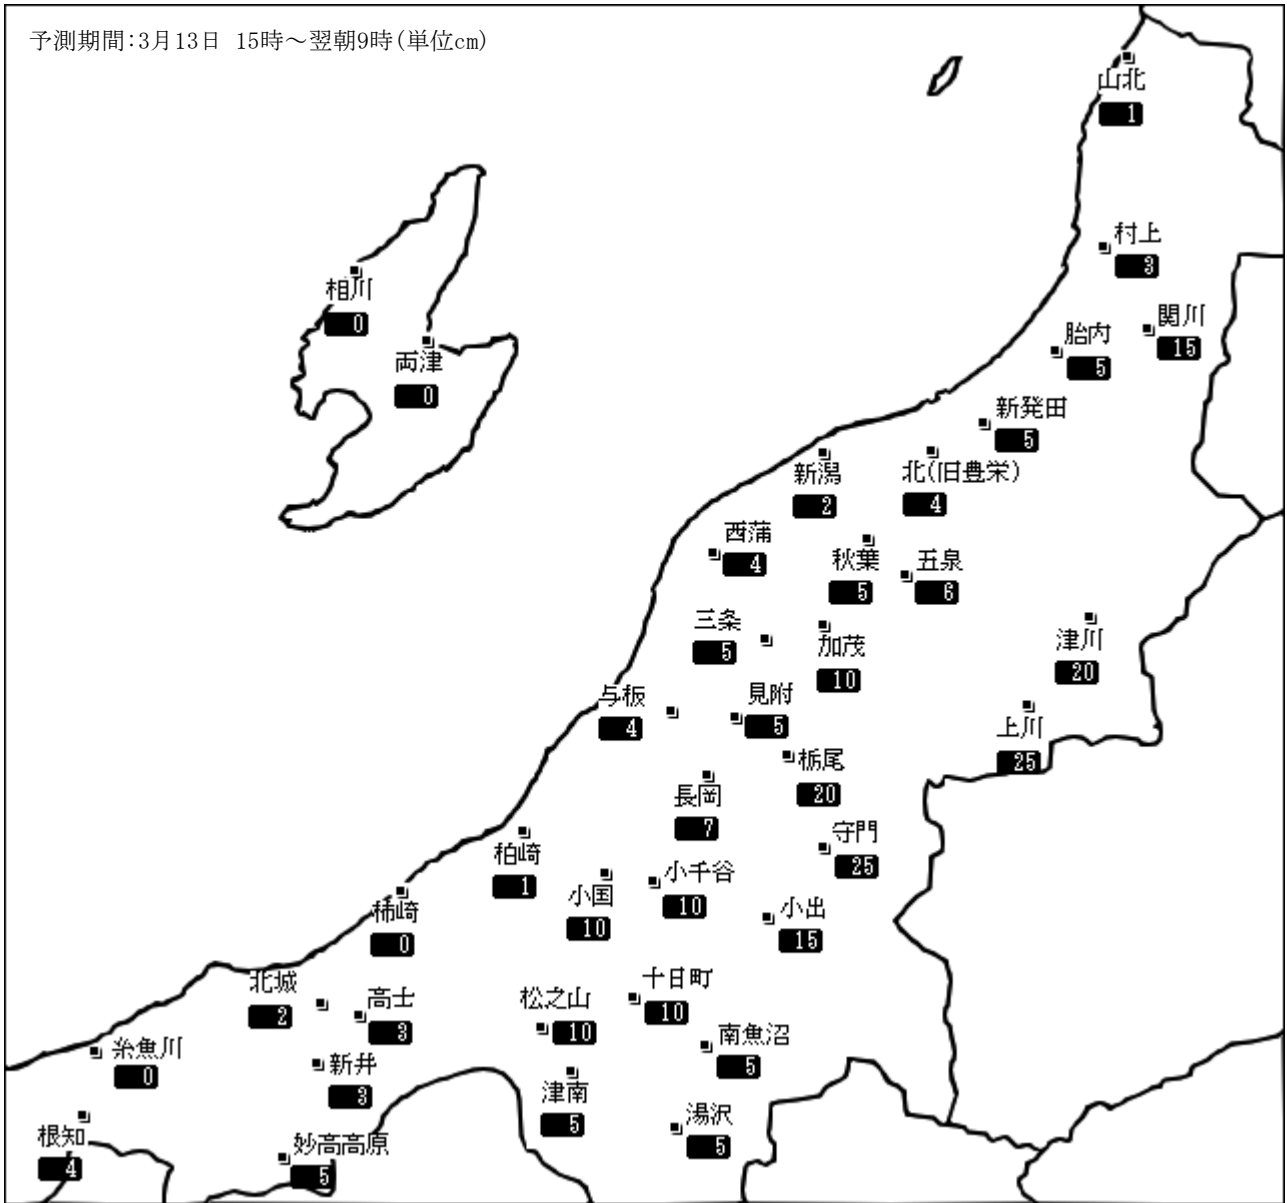 予測期間:3月13日 15時～翌朝9時(単位cm)
山北
1
村上
3
相川
0
関川
15
胎内
5
両津
0
新発田
5
新潟
2
北(旧豊栄)
4
西蒲
4
秋葉
5
五泉
6
三条
5
加茂
10
津川
20
与板
4
見附
5
上川
25
栃尾
20
長岡
7
守門
25
柏崎
1
小国
10
小千谷
10
小出
15
柿崎
0
北城
2
高士
3
松之山
10
十日町
10
南魚沼
5
糸魚川
0
新井
3
津南
5
湯沢
5
根知
4
妙高高原
5